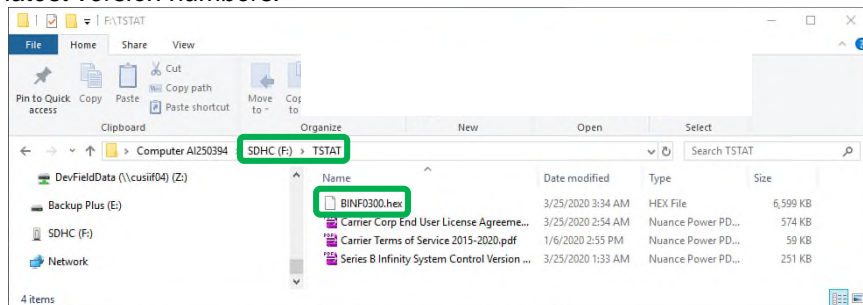 latest version numbers.
F:\TSTAT
File Home Share View
Pin to Quick access
Copy
Paste
Cut
Copy path
Paste shortcut
Move to
Clipboard Organize New Open Select
Computer AI250394 SDHC (F:) > TSTAT
Search TSTAT
DevFieldData (\\cusiif04) (Z:)
Backup Plus (E:)
SDHC (F:)
Network
Name Date modified Type Size
BINF0300.hex 3/25/2020 3:34 AM HEX File 6,599 KB
Carrier Corp End User License Agreeme... 3/25/2020 2:54 AM Nuance Power PD... 574 KB
Carrier Terms of Service 2015-2020.pdf 1/6/2020 2:55 PM Nuance Power PD... 59 KB
Series B Infinity System Control Version ... 3/25/2020 1:33 AM Nuance Power PD... 251 KB
4 items